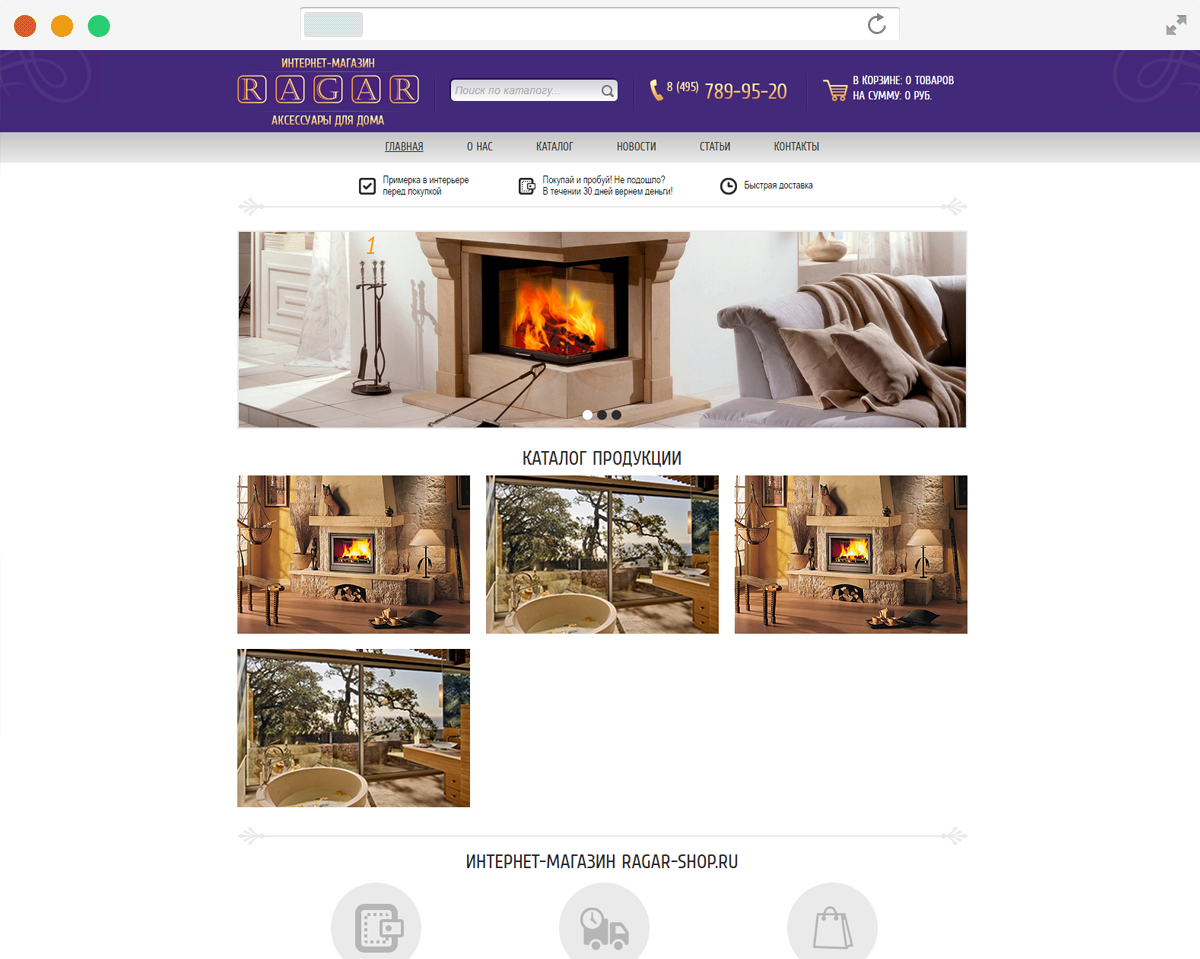 ИНТЕРНЕТ-МАГАЗИН
RAGAR
АКСЕССУАРЫ ДЛЯ ДОМА
Поиск по каталогу...
8 (495) 789-95-20
В КОРЗИНЕ: 0 ТОВАРОВ
НА СУММУ: 0 РУБ.
ГЛАВНАЯ О НАС КАТАЛОГ НОВОСТИ СТАТЬИ КОНТАКТЫ
Примерка в интерьере
перед покупкой
Покупай и пробуй! Не подошло?
В течении 30 дней вернем деньги!
Быстрая доставка
1
КАТАЛОГ ПРОДУКЦИИ
ИНТЕРНЕТ-МАГАЗИН RAGAR-SHOP.RU